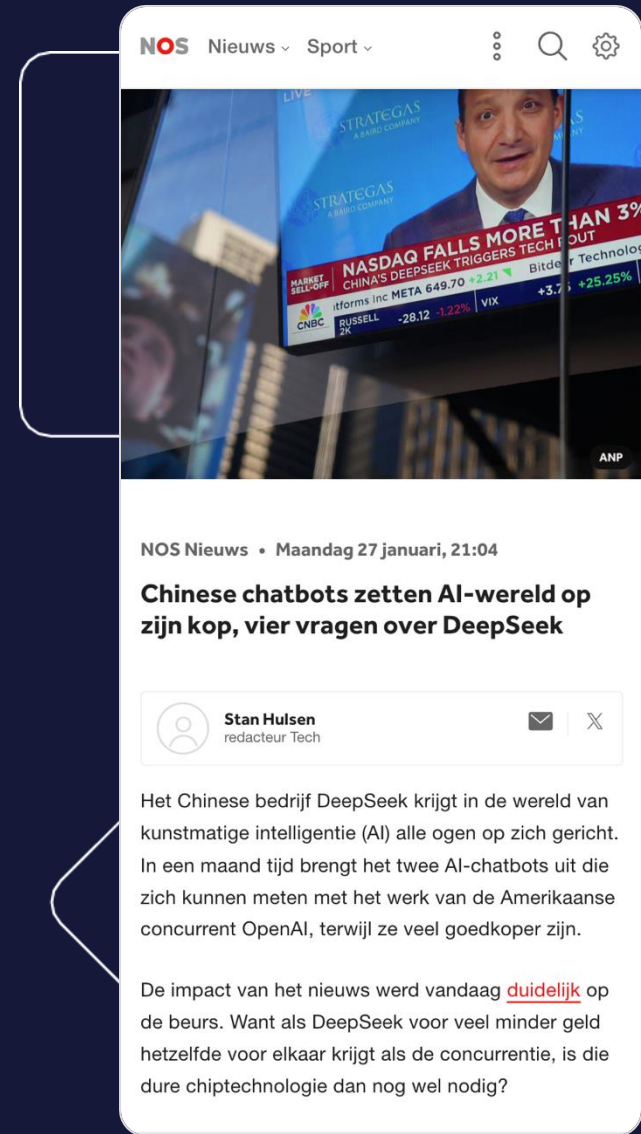 NOS Nieuws Sport
LIVE
STRATEGAS
A BAIRD COMPANY
STRATEGAS
A BAIRD COMPANY
MARKET SELL-OFF
NASDAQ FALLS MORE THAN 3%
CHINA'S DEEPSEEK TRIGGERS TECH ROUT
tforms Inc META 649.70 +2.21 Technolog
CNBC RUSSELL 2K -28.12 -1.22% VIX +25.25%
ANP
NOS Nieuws • Maandag 27 januari, 21:04
Chinese chatbots zetten AI-wereld op
zijn kop, vier vragen over DeepSeek
Stan Hulsen
redacteur Tech
Het Chinese bedrijf DeepSeek krijgt in de wereld van
kunstmatige intelligentie (AI) alle ogen op zich gericht.
In een maand tijd brengt het twee AI-chatbots uit die
zich kunnen meten met het werk van de Amerikaanse
concurrent OpenAI, terwijl ze veel goedkoper zijn.
De impact van het nieuws werd vandaag duidelijk op
de beurs. Want als DeepSeek voor veel minder geld
hetzelfde voor elkaar krijgt als de concurrentie, is die
dure chiptechnologie dan nog wel nodig?